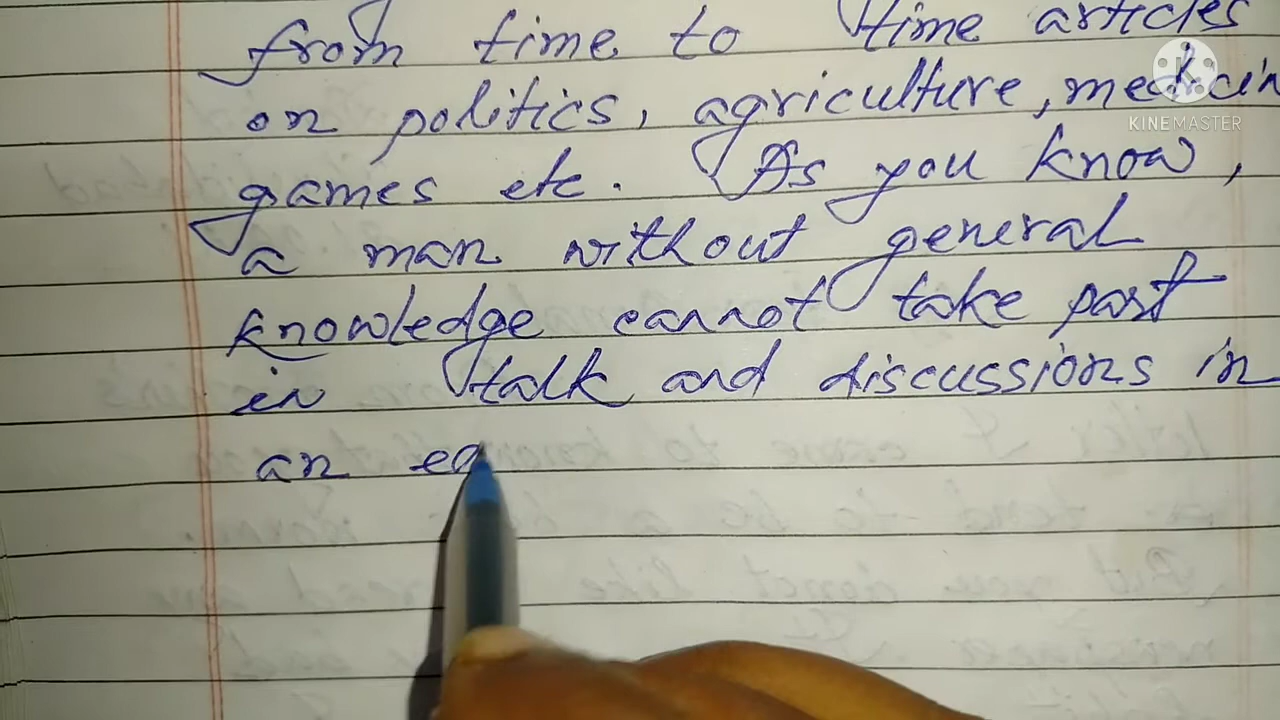 from time to time articles
on politics, agriculture, medicin
games etc. As you know,
a man without general
knowledge cannot take part
in talk and discussions in
an
KINEMASTER